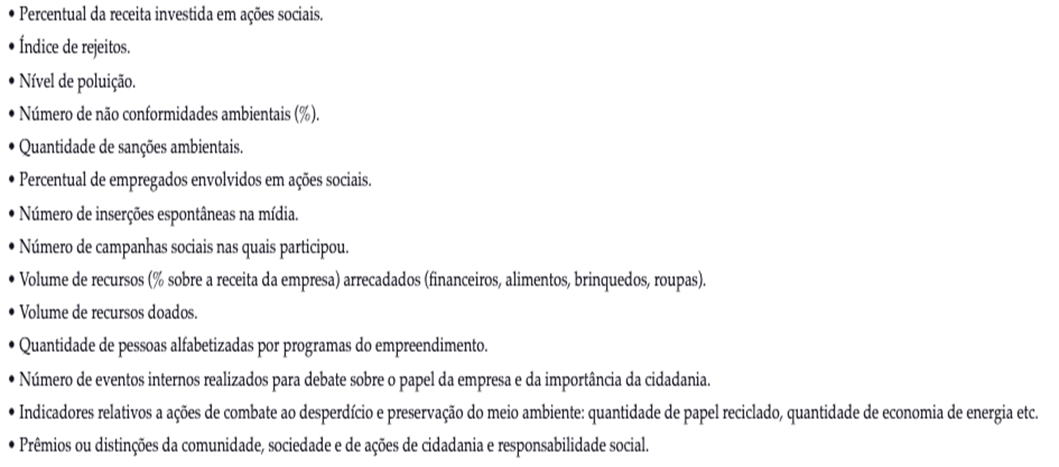 • Percentual da receita investida em ações sociais.
• Índice de rejeitos.
• Nível de poluição.
• Número de não conformidades ambientais (%).
• Quantidade de sanções ambientais.
• Percentual de empregados envolvidos em ações sociais.
• Número de inserções espontâneas na mídia.
• Número de campanhas sociais nas quais participou.
• Volume de recursos (% sobre a receita da empresa) arrecadados (financeiros, alimentos, brinquedos, roupas).
• Volume de recursos doados.
• Quantidade de pessoas alfabetizadas por programas do empreendimento.
• Número de eventos internos realizados para debate sobre o papel da empresa e da importância da cidadania.
• Indicadores relativos a ações de combate ao desperdício e preservação do meio ambiente: quantidade de papel reciclado, quantidade de economia de energia etc.
• Prêmios ou distinções da comunidade, sociedade e de ações de cidadania e responsabilidade social.